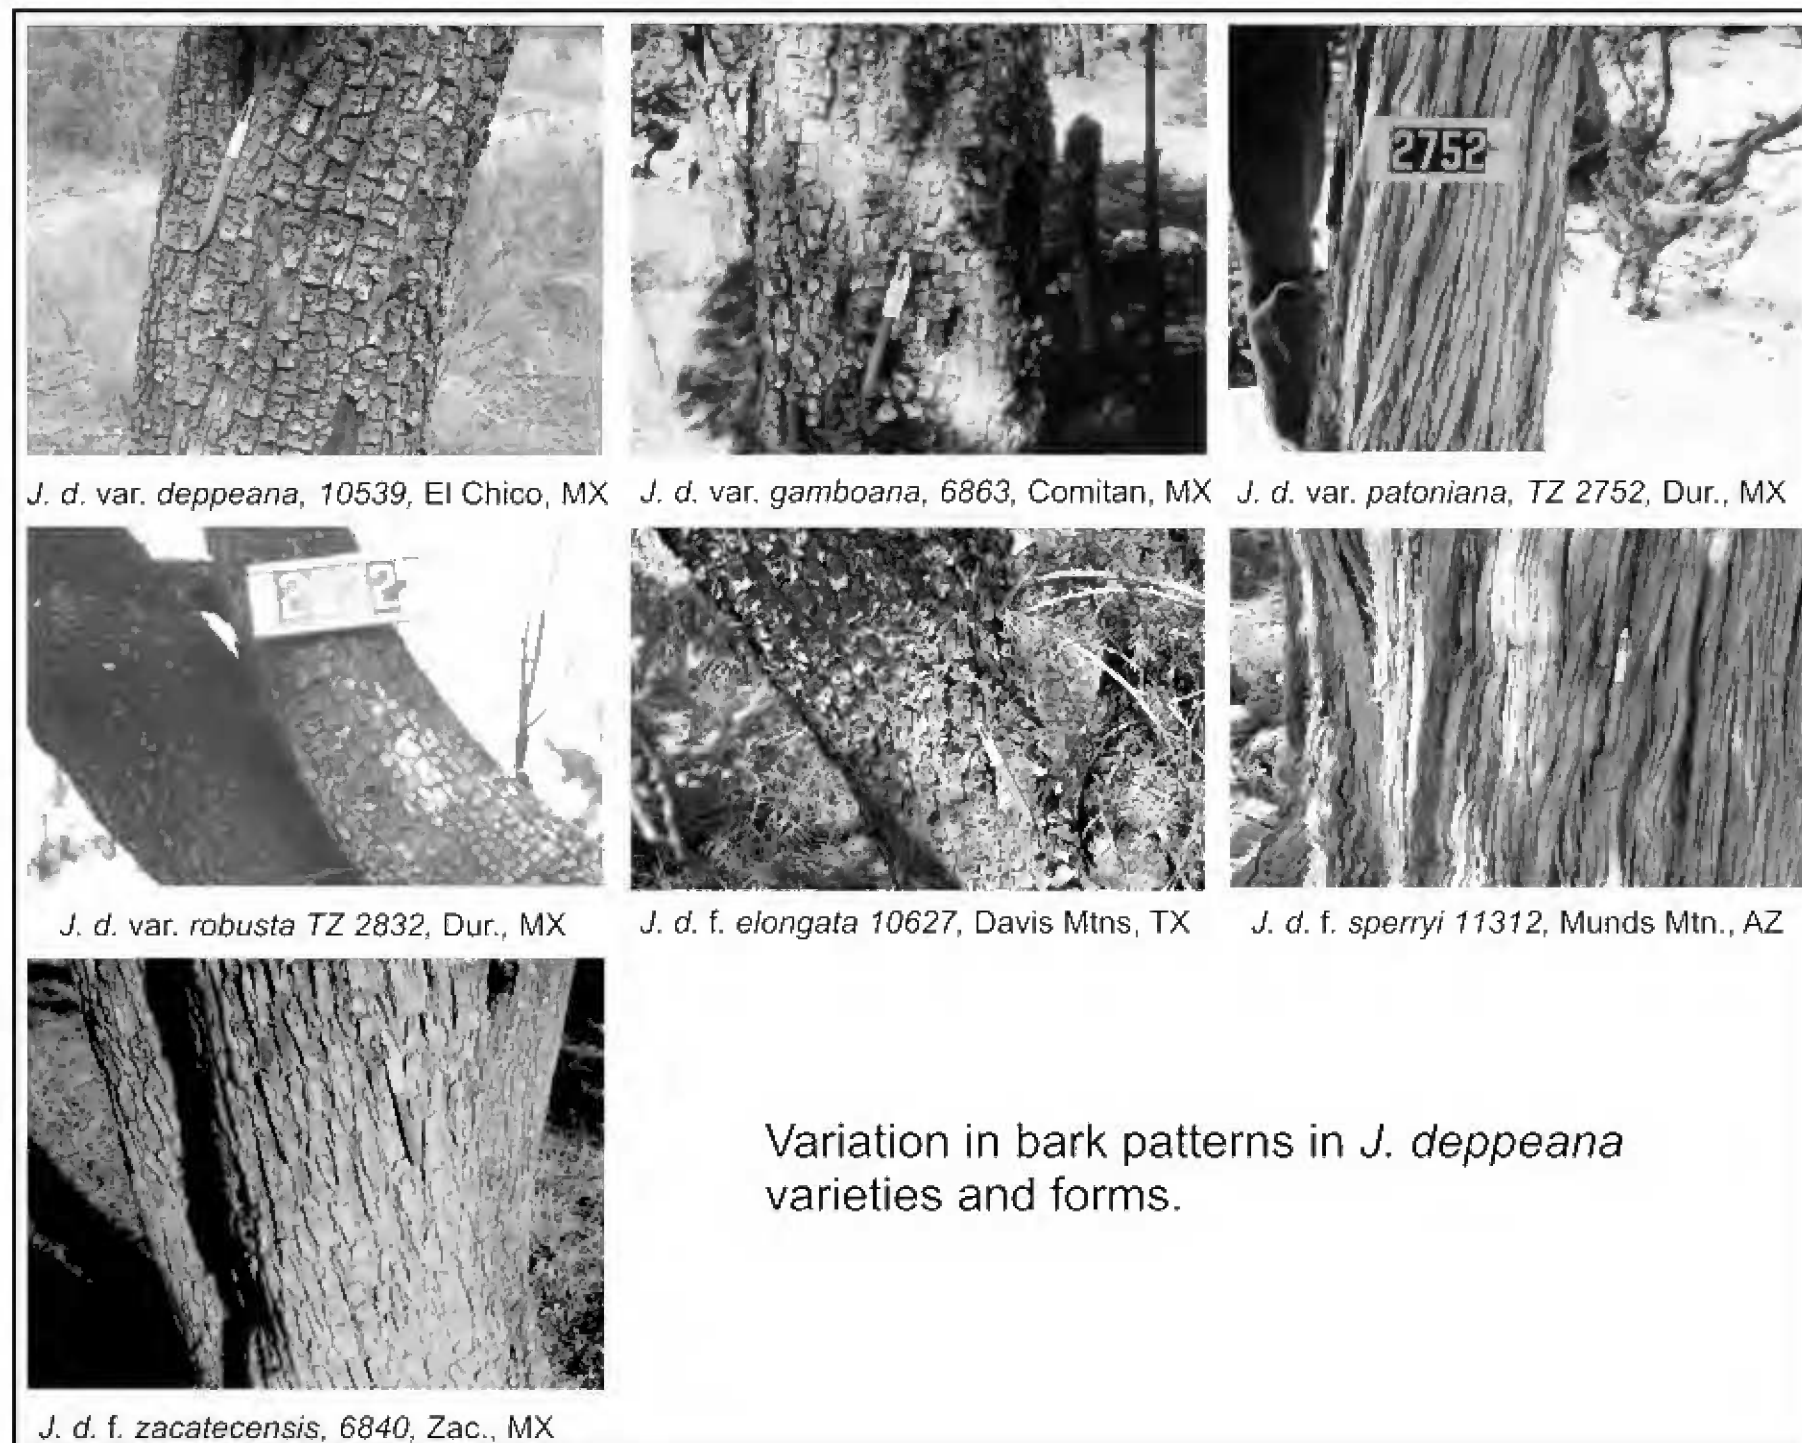 2752
J. d. var. deppeana, 10539, El Chico, MX
J. d. var. gamboana, 6863, Comitan, MX
J. d. var. patoniana, TZ 2752, Dur., MX
J. d. var. robusta TZ 2832, Dur., MX
J. d. f. elongata 10627, Davis Mtns, TX
J. d. f. sperryi 11312, Munds Mtn., AZ
Variation in bark patterns in J. deppeana
varieties and forms.
J. d. f. zacatecensis, 6840, Zac., MX